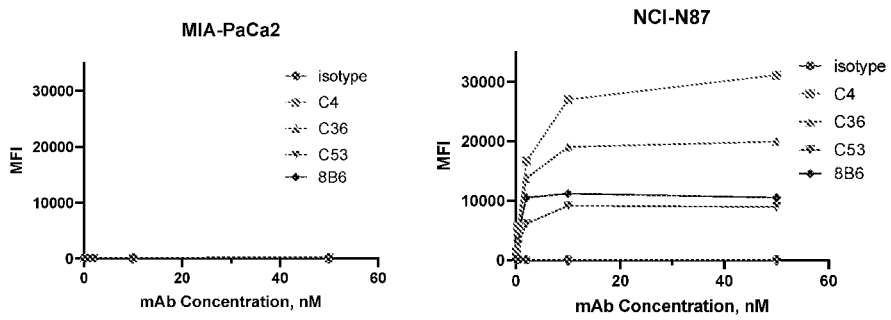 MIA-PaCa2
MFI
30000
20000
10000
0
0
20
40
60
mAb Concentration, nM
isotype
C4
C36
C53
8B6
NCI-N87
MFI
30000
20000
10000
0
0
20
40
60
mAb Concentration, nM
isotype
C4
C36
C53
8B6